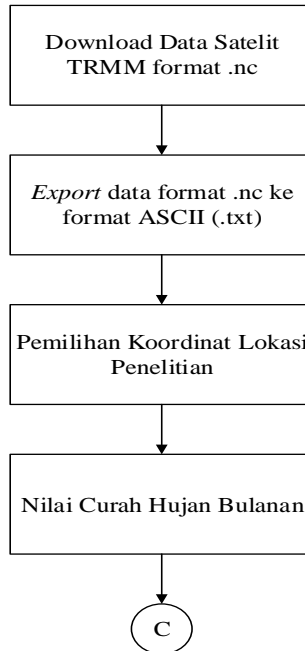 Download Data Satelit
TRMM format .nc
Export data format .nc ke
format ASCII (.txt)
Pemilihan Koordinat Lokasi
Penelitian
Nilai Curah Hujan Bulanan
C